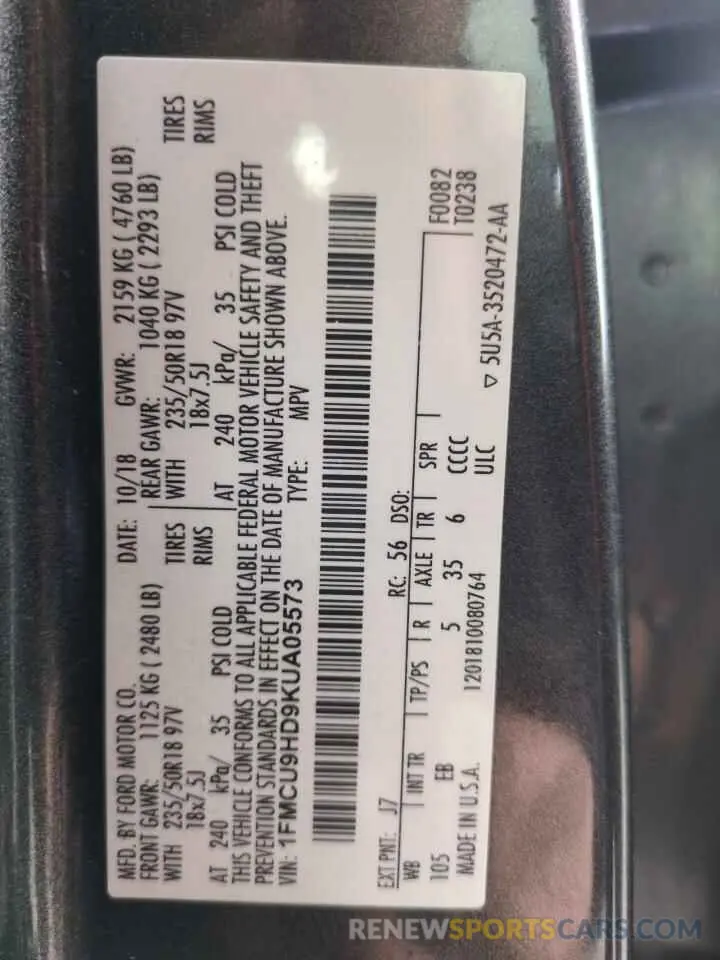 MFD. BY FORD MOTOR CO. DATE: 10/18 GVWR: 2159 KG ( 4760 LB)
FRONT GAWR: 1125 KG ( 2480 LB) REAR GAWR: 1040 KG ( 2293 LB)
WITH 235/50R18 97V TIRES WITH 235/50R18 97V TIRES
18x7.5J RIMS 18x7.5J RIMS
AT 240 kPa/ 35 PSI COLD AT 240 kPa/ 35 PSI COLD
THIS VEHICLE CONFORMS TO ALL APPLICABLE FEDERAL MOTOR VEHICLE SAFETY AND THEFT
PREVENTION STANDARDS IN EFFECT ON THE DATE OF MANUFACTURE SHOWN ABOVE.
VIN: 1FMCU9HD9KUA05573 TYPE: MPV
EXT PNT: J7 RC: 56 DSO: F0082
WB INT TR TP/PS R AXLE TR SPR T0238
105 EB 5 35 6 CCCC
MADE IN U.S.A. 1201810080764 ULC ▽ 5U5A-3520472-AA
RENEWSPORTSCARS.COM